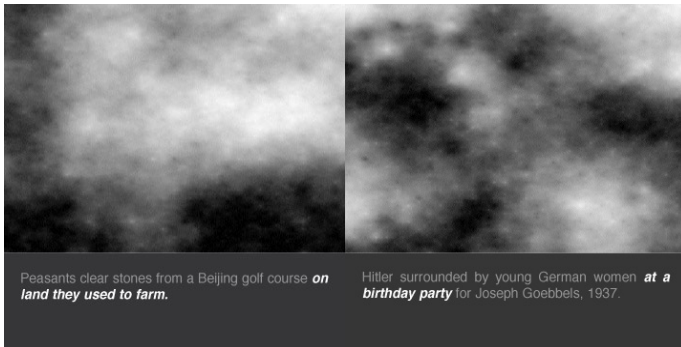 Peasants clear stones from a Beijing golf course on
land they used to farm.
Hitler surrounded by young German women at a
birthday party for Joseph Goebbels, 1937.